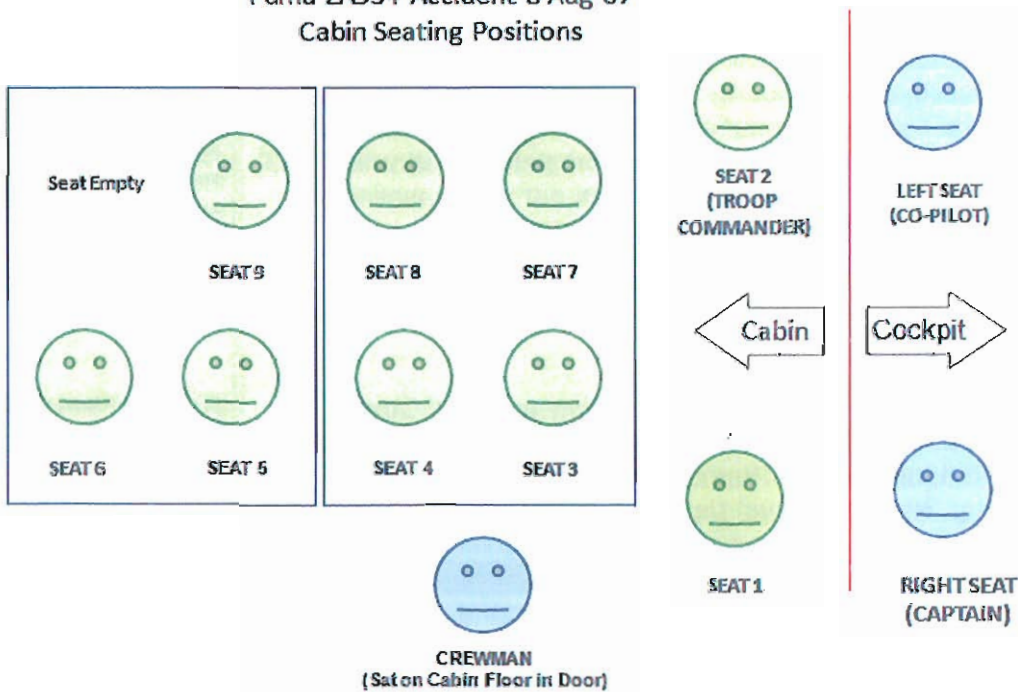 Cabin Seating Positions
Seat Empty
SEAT 9
SEAT 8
SEAT 7
SEAT 2
(TROOP
COMMANDER)
LEFT SEAT
(CO-PILOT)
Cabin
Cockpit
SEAT 6
SEAT 5
SEAT 4
SEAT 3
SEAT 1
RIGHT SEAT
(CAPTAIN)
CREWMAN
(Sat on Cabin Floor in Door)